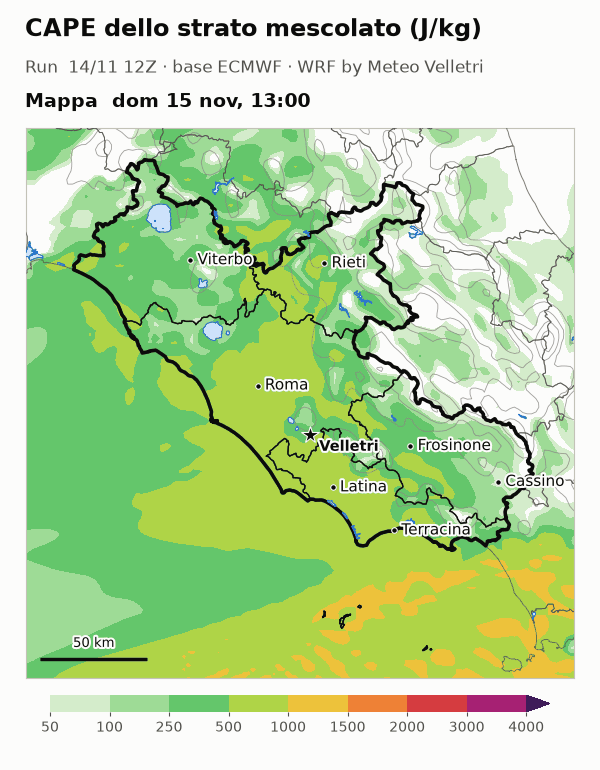 CAPE dello strato mescolato (J/kg)
Run  14/11 12Z · base ECMWF · WRF by Meteo Velletri
Mappa  dom 15 nov, 13:00
Viterbo
Rieti
Roma
Velletri
Frosinone
Cassino
Latina
Terracina
50 km
50 100 250 500 1000 1500 2000 3000 4000